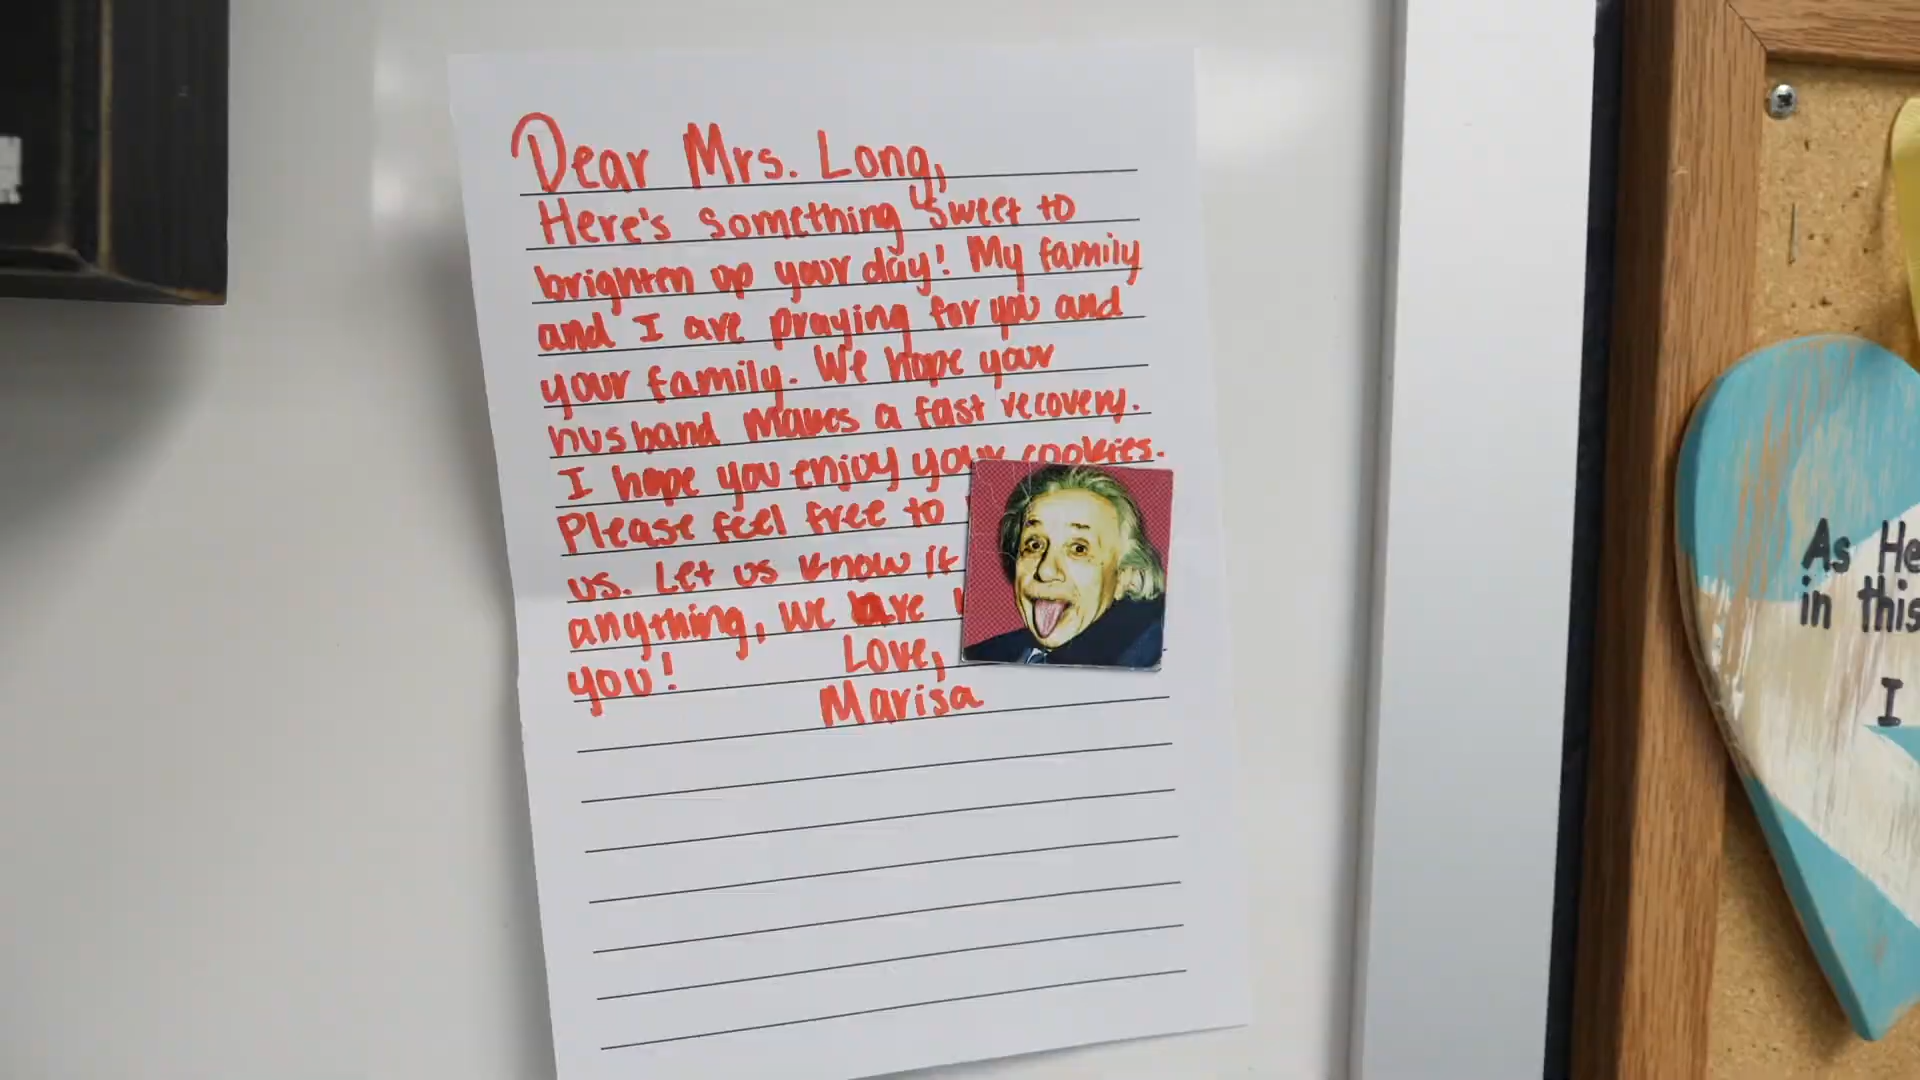 Dear Mrs. Long,
Here's something sweet to
brighten up your day! My family
and I are praying for you and
your family. We hope your
husband makes a fast recovery.
I hope you enjoy your cookies.
Please feel free to
us. Let us know if
anything, we are
you!
Love,
Marisa
As He
in this
I